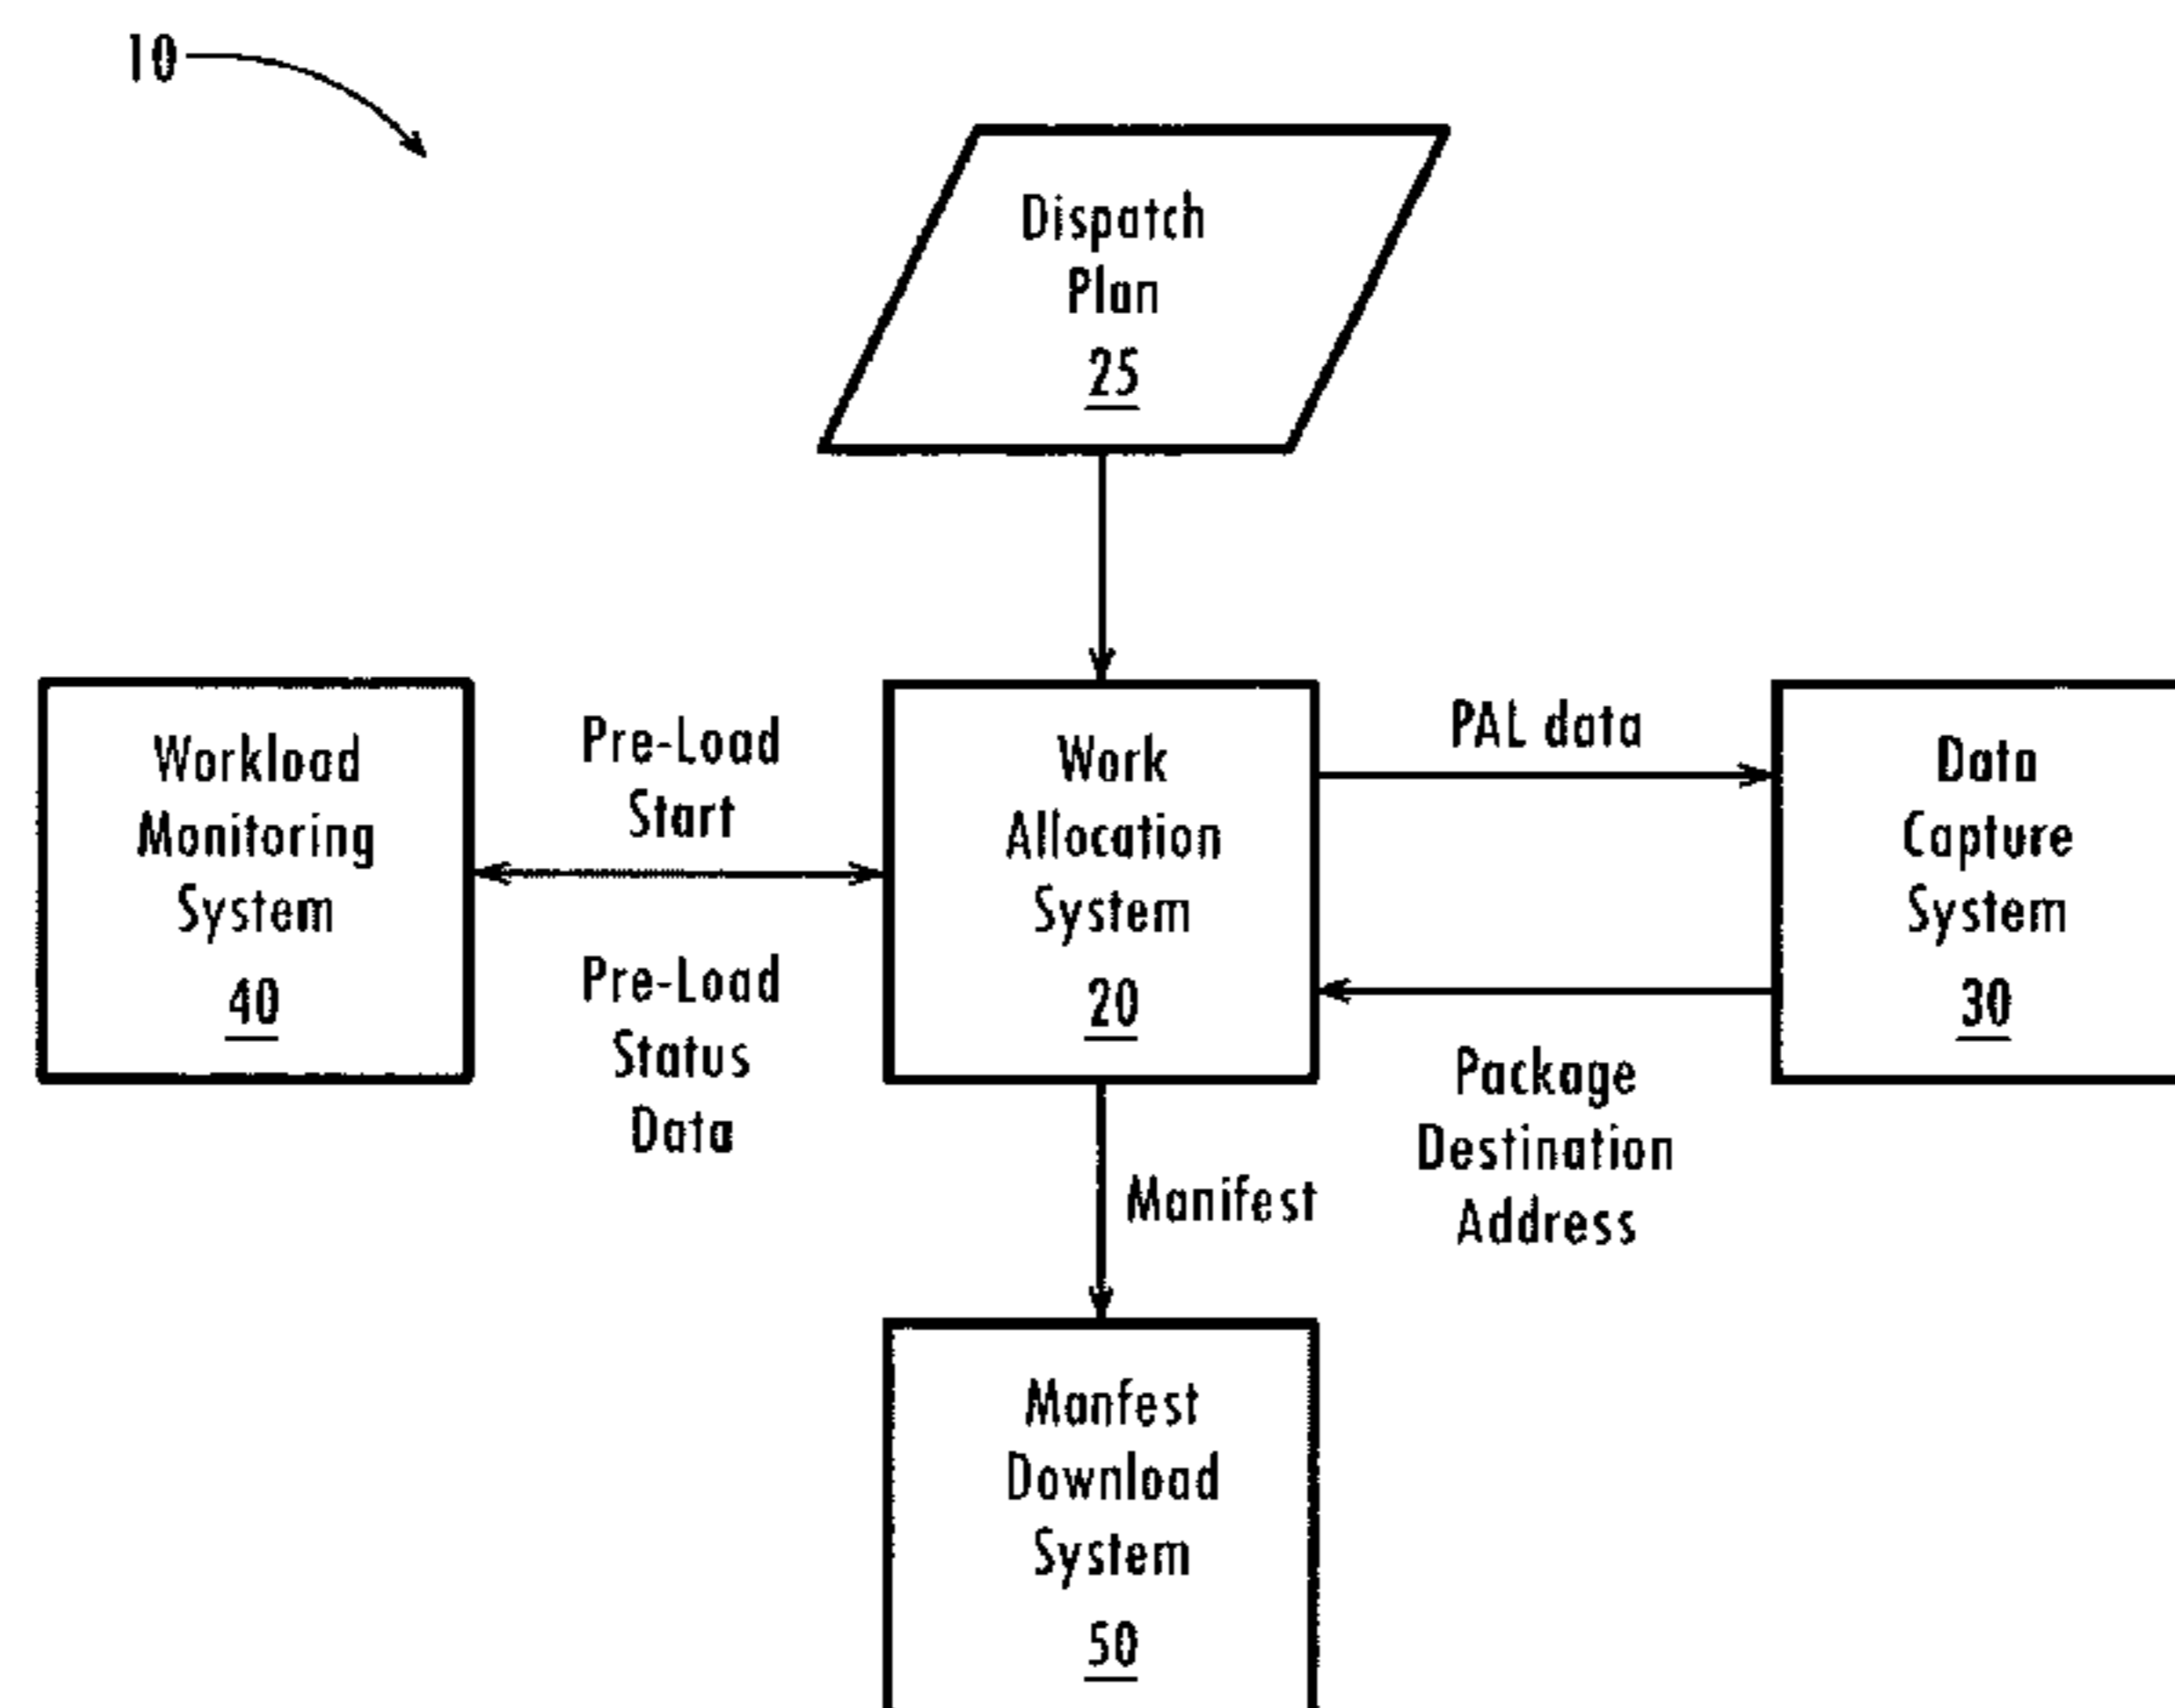 10
Dispatch
Plan
25
Workload
Monitoring
System
40
Pre-Load
Start
Pre-Load
Status
Data
Work
Allocation
System
20
PAL data
Package
Destination
Address
Data
Capture
System
30
Manifest
Manfest
Download
System
50